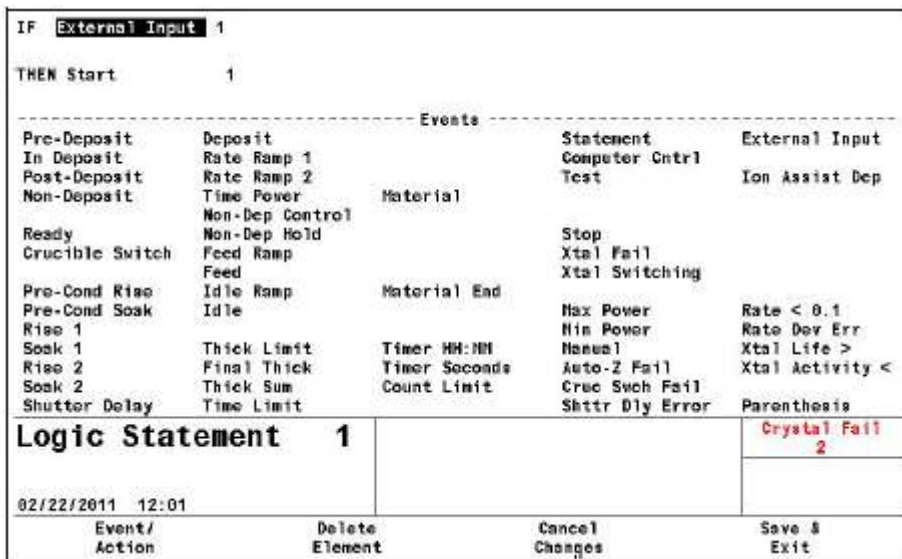 IF External Input 1
THEN Start 1
Events
Pre-Deposit Deposit Statement External Input
In Deposit Rate Ramp 1 Computer Cntrl
Post-Deposit Rate Ramp 2 Test Ion Assist Dep
Non-Deposit Time Power Material
Non-Dep Control
Ready Non-Dep Hold Stop
Crucible Switch Feed Ramp Xtal Fail
Feed Xtal Switching
Pre-Cond Rise Idle Ramp Material End
Pre-Cond Soak Idle Max Power Rate < 0.1
Rise 1 Min Power Rate Dev Err
Soak 1 Thick Limit Timer HH:MM Manual Xtal Life >
Rise 2 Final Thick Timer Seconds Auto-Z Fail Xtal Activity <
Soak 2 Thick Sum Count Limit Cruc Swch Fail
Shutter Delay Time Limit Shttr Dly Error Parenthesis
Logic Statement 1
Crystal Fail
2
02/22/2011 12:01
Event/ Delete Cancel Save &
Action Element Changes Exit